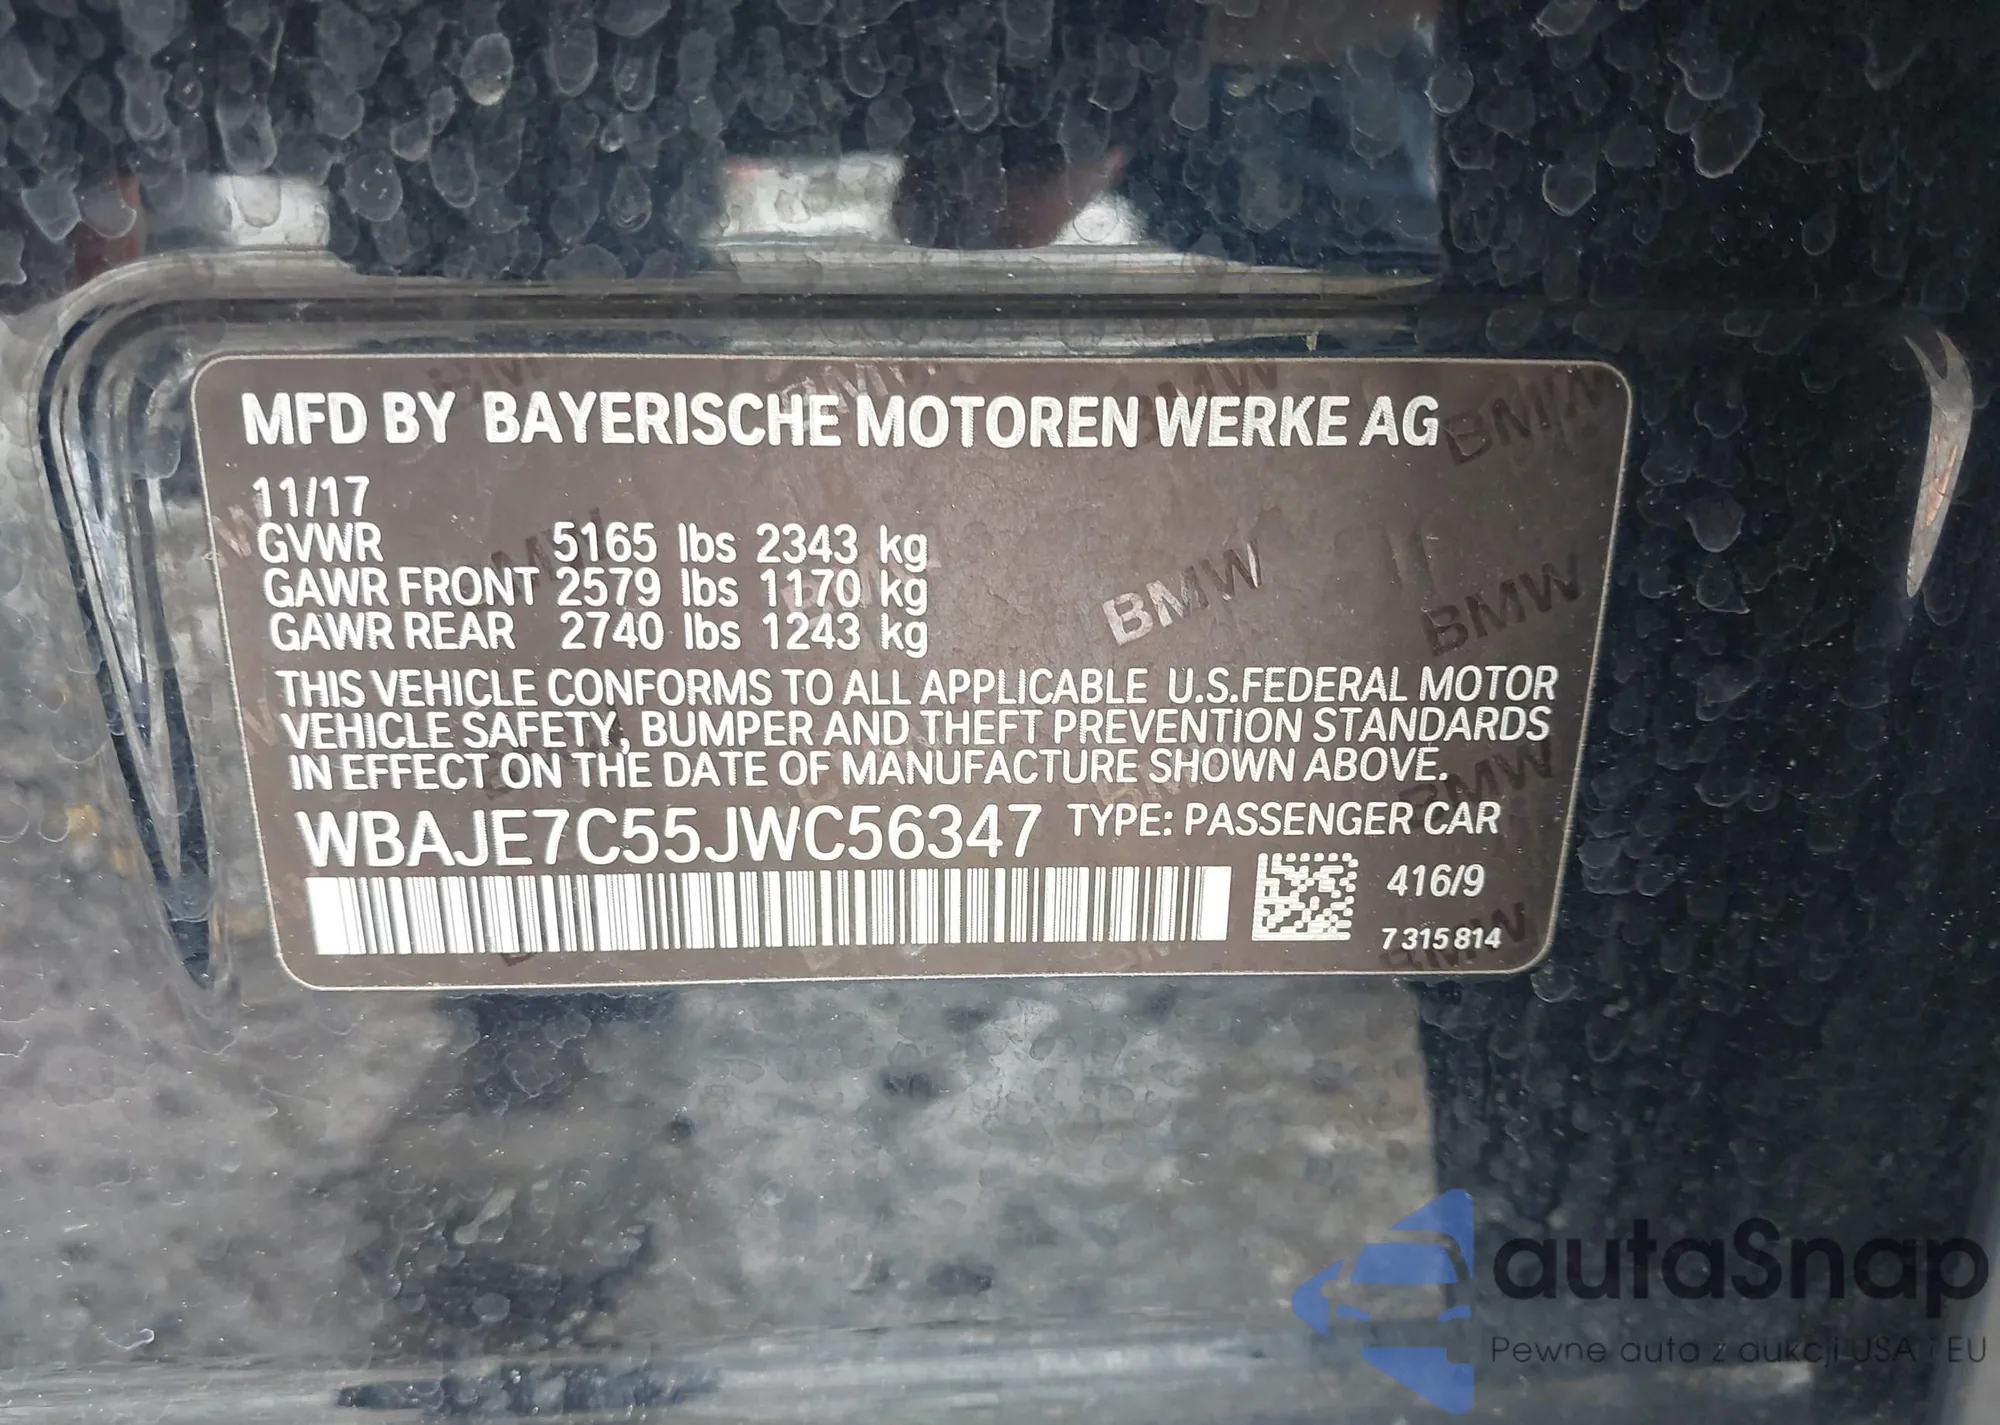 MFD BY BAYERISCHE MOTOREN WERKE AG
11/17
GVWR 5165 lbs 2343 kg
GAWR FRONT 2579 lbs 1170 kg
GAWR REAR 2740 lbs 1243 kg
THIS VEHICLE CONFORMS TO ALL APPLICABLE U.S.FEDERAL MOTOR
VEHICLE SAFETY, BUMPER AND THEFT PREVENTION STANDARDS
IN EFFECT ON THE DATE OF MANUFACTURE SHOWN ABOVE.
WBAJE7C55JWC56347 TYPE: PASSENGER CAR
416/9
7 315 814
BMW
BMW
BMW
BMW
BMW
autaSnap
Pewne auta z aukcji USA i EU